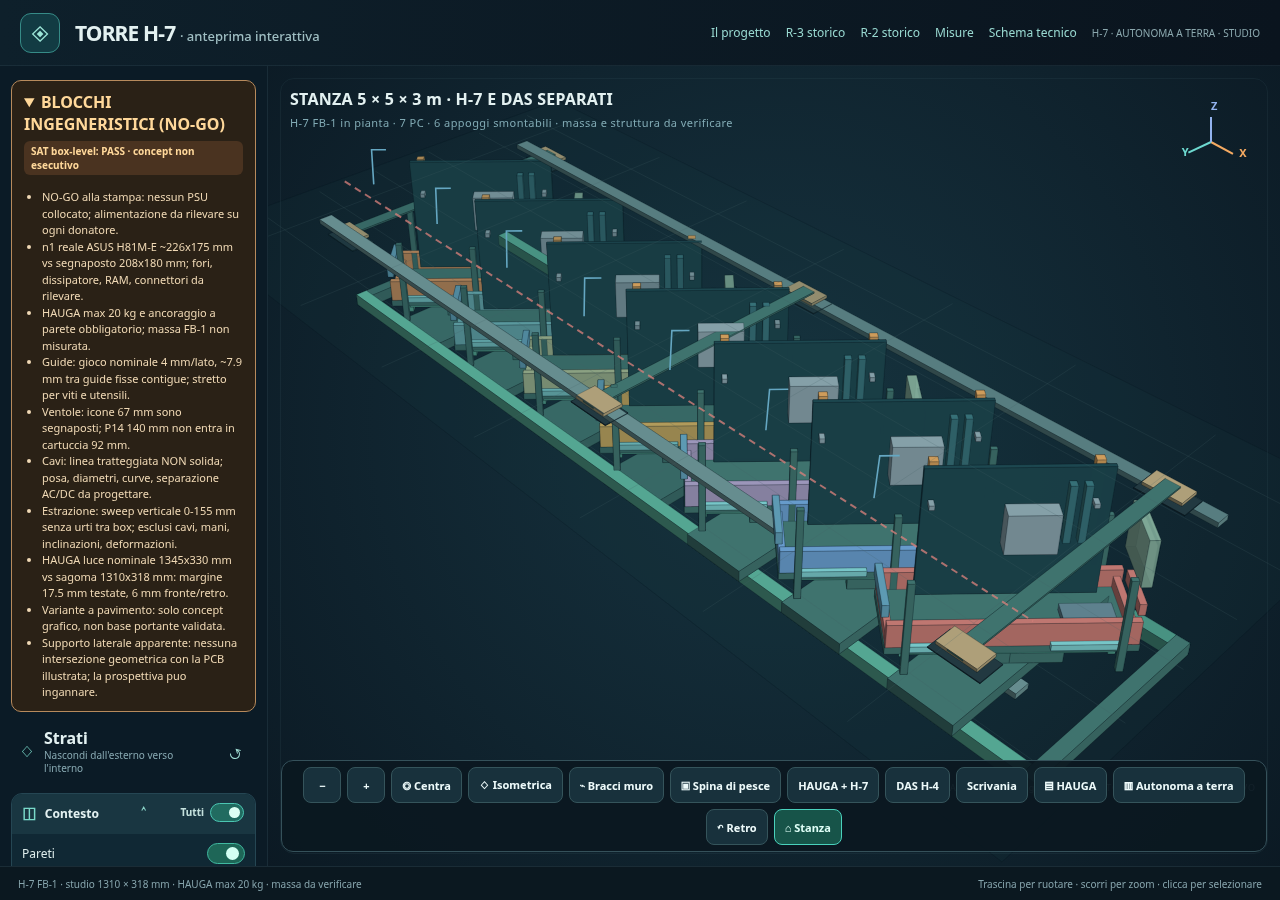 TORRE H-7 · anteprima interattiva
Il progetto R-3 storico R-2 storico Misure Schema tecnico H-7 · AUTONOMA A TERRA · STUDIO
▼ BLOCCHI
INGEGNERISTICI (NO-GO)
SAT box-level: PASS · concept non
esecutivo
• NO-GO alla stampa: nessun PSU
collocato; alimentazione da rilevare su
ogni donatore.
• n1 reale ASUS H81M-E ~226x175 mm
vs segnaposto 208x180 mm; fori,
dissipatore, RAM, connettori da
rilevare.
• HAUGA max 20 kg e ancoraggio a
parete obbligatorio; massa FB-1 non
misurata.
• Guide: gioco nominale 4 mm/lato, ~7.9
mm tra guide fisse contigue; stretto
per viti e utensili.
• Ventole: icone 67 mm sono
segnaposti; P14 140 mm non entra in
cartuccia 92 mm.
• Cavi: linea tratteggiata NON solida;
posa, diametri, curve, separazione
AC/DC da progettare.
• Estrazione: sweep verticale 0-155 mm
senza urti tra box; esclusi cavi, mani,
inclinazioni, deformazioni.
• HAUGA luce nominale 1345x330 mm
vs sagoma 1310x318 mm: margine
17.5 mm testate, 6 mm fronte/retro.
• Variante a pavimento: solo concept
grafico, non base portante validata.
• Supporto laterale apparente: nessuna
intersezione geometrica con la PCB
illustrata; la prospettiva puo
ingannare.
Strati
Nascondi dall'esterno verso
l'interno
Contesto Tutti
Pareti
STANZA 5 × 5 × 3 m · H-7 E DAS SEPARATI
H-7 FB-1 in pianta · 7 PC · 6 appoggi smontabili · massa e struttura da verificare
Z
Y X
− + Centra Isometrica Bracci muro Spina di pesce HAUGA + H-7 DAS H-4 Scrivania HAUGA Autonoma a terra
Retro Stanza
H-7 FB-1 · studio 1310 × 318 mm · HAUGA max 20 kg · massa da verificare
Trascina per ruotare · scorri per zoom · clicca per selezionare